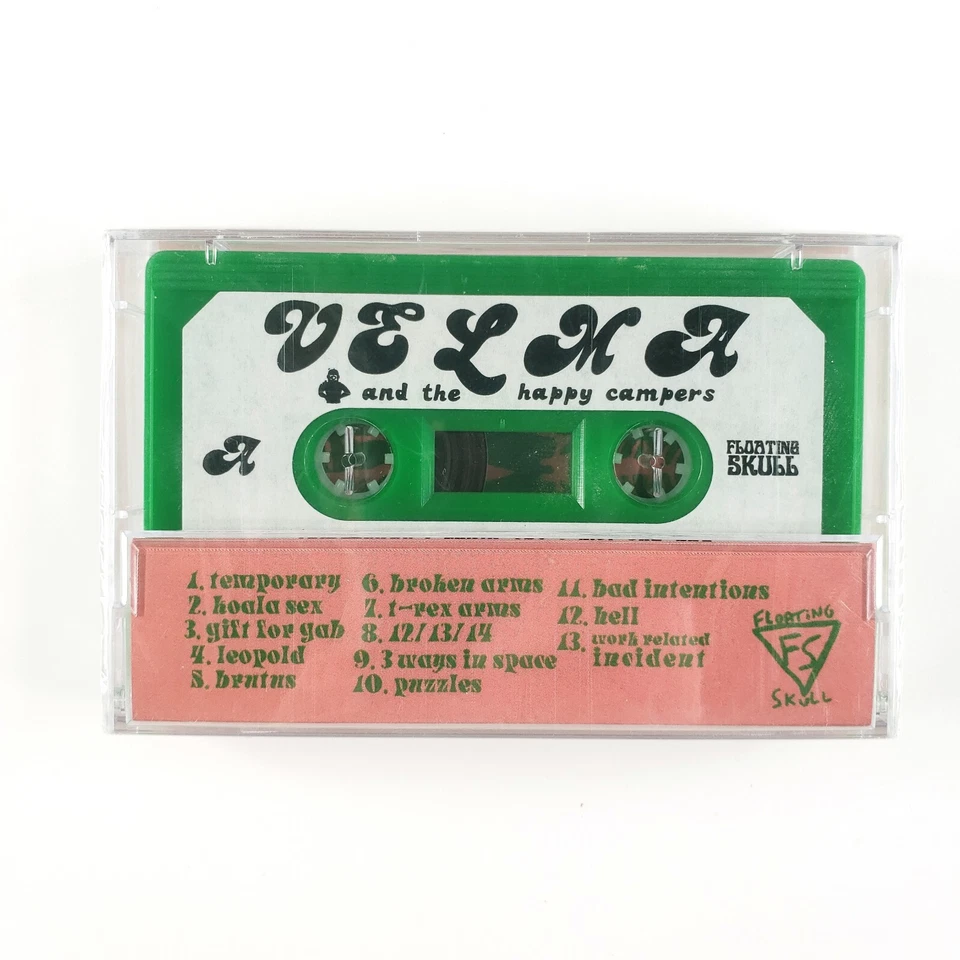 VELMA
and the happy campers
A
FLOATING
SKULL
1. temporary
2. koala sex
3. gift for gab
4. leopold
5. brutus
6. broken arms
7. t-rex arms
8. 12/13/14
9. 3 ways in space
10. puzzles
11. bad intentions
12. hell
13. work related
incident
FLOATING
FS
SKULL